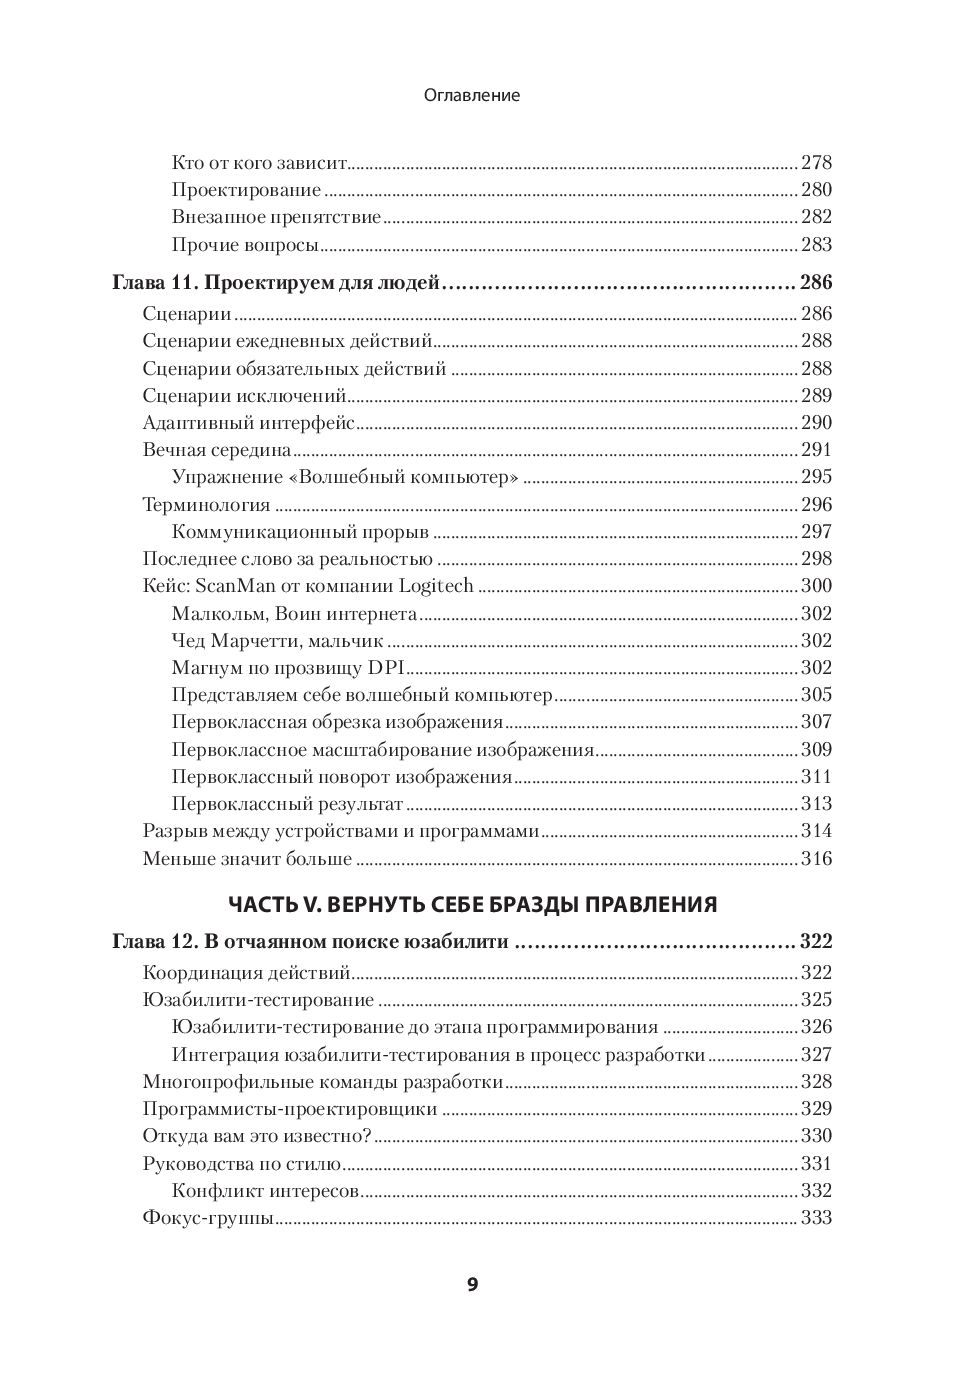 Оглавление
Кто от кого зависит........278
Проектирование........280
Внезапное препятствие........282
Прочие вопросы........283
Глава 11. Проектируем для людей........286
Сценарии........286
Сценарии ежедневных действий........288
Сценарии обязательных действий........288
Сценарии исключений........289
Адаптивный интерфейс........290
Вечная середина........291
Упражнение «Волшебный компьютер»........295
Терминология........296
Коммуникационный прорыв........297
Последнее слово за реальностью........298
Кейс: ScanMan от компании Logitech........300
Малкольм, Воин интернета........302
Чед Марчетти, мальчик........302
Магнум по прозвищу DPI........302
Представляем себе волшебный компьютер........305
Первоклассная обрезка изображения........307
Первоклассное масштабирование изображения........309
Первоклассный поворот изображения........311
Первоклассный результат........313
Разрыв между устройствами и программами........314
Меньше значит больше........316
ЧАСТЬ V. ВЕРНУТЬ СЕБЕ БРАЗДЫ ПРАВЛЕНИЯ
Глава 12. В отчаянном поиске юзабилити........322
Координация действий........322
Юзабилити-тестирование........325
Юзабилити-тестирование до этапа программирования........326
Интеграция юзабилити-тестирования в процесс разработки........327
Многопрофильные команды разработки........328
Программисты-проектировщики........329
Откуда вам это известно?........330
Руководства по стилю........331
Конфликт интересов........332
Фокус-группы........333
9